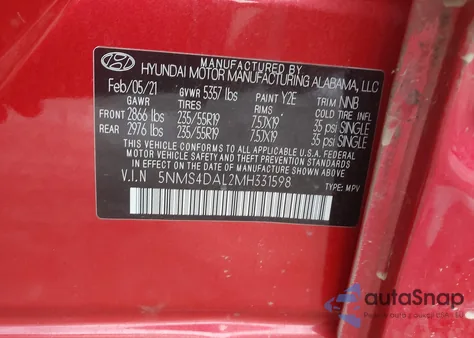 MANUFACTURED BY
HYUNDAI MOTOR MANUFACTURING ALABAMA, LLC
Feb/05/21 GVWR 5357 lbs PAINT Y2E TRIM NNB
GAWR TIRES RIMS COLD TIRE INFL
FRONT 2866 lbs 235/55R19 7.5JX19 35 psi SINGLE
REAR 2976 lbs 235/55R19 7.5JX19 35 psi SINGLE
THIS VEHICLE CONFORMS TO ALL APPLICABLE U.S.A. FEDERAL
MOTOR VEHICLE SAFETY AND THEFT PREVENTION STANDARDS
IN EFFECT ON THE DATE OF MANUFACTURE SHOWN ABOVE.
V.I.N 5NMS4DAL2MH331598 TYPE: MPV
autaSnap